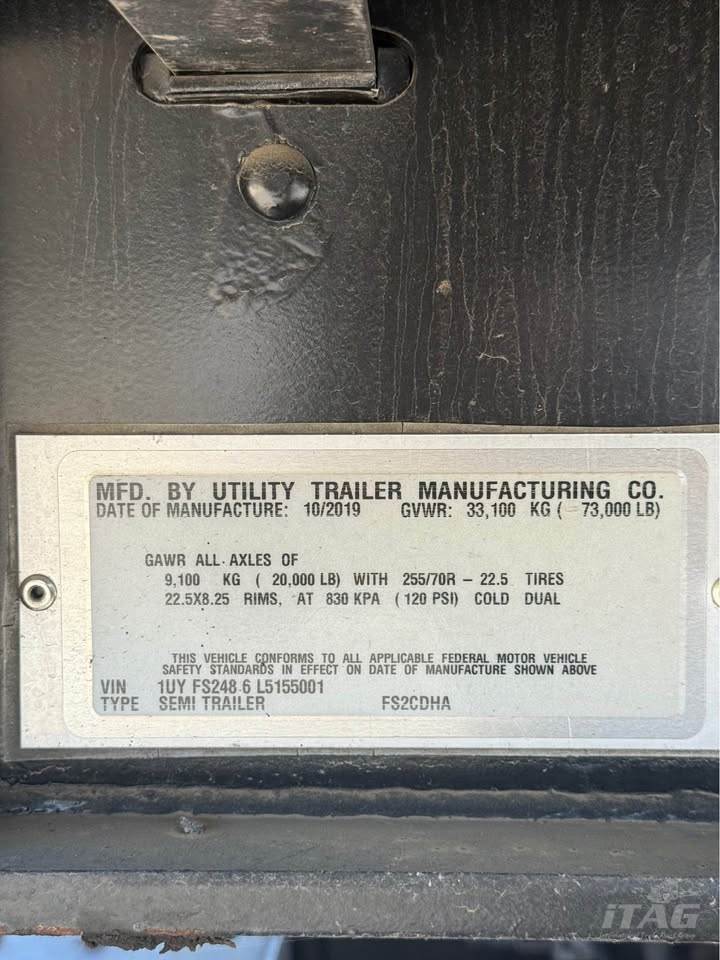 MFD. BY UTILITY TRAILER MANUFACTURING CO.
DATE OF MANUFACTURE: 10/2019 GVWR: 33,100 KG ( 73,000 LB)
GAWR ALL AXLES OF
9,100 KG ( 20,000 LB) WITH 255/70R - 22.5 TIRES
22.5X8.25 RIMS, AT 830 KPA ( 120 PSI) COLD DUAL
THIS VEHICLE CONFORMS TO ALL APPLICABLE FEDERAL MOTOR VEHICLE
SAFETY STANDARDS IN EFFECT ON DATE OF MANUFACTURE SHOWN ABOVE
VIN 1UY FS248 6 L5155001
TYPE SEMI TRAILER FS2CDHA
iTAG